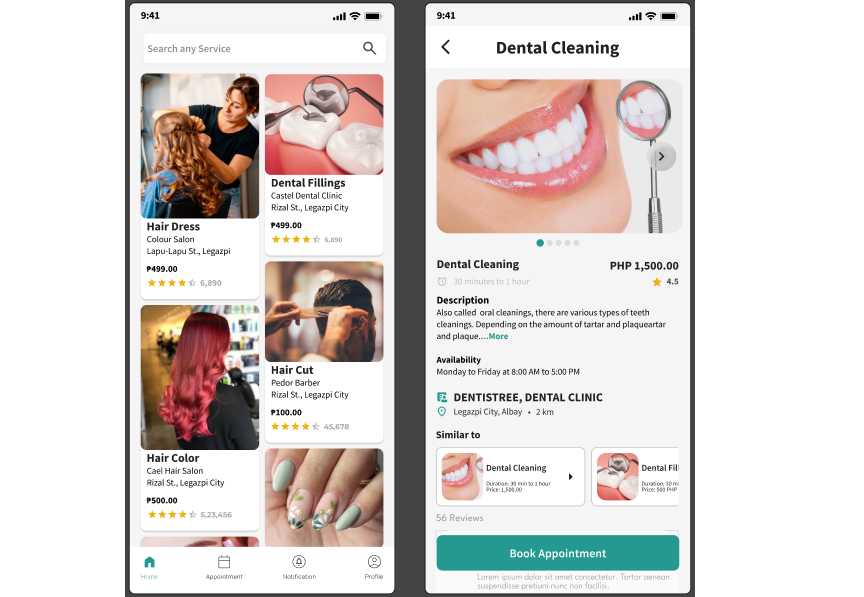 9:41
Search any Service
Hair Dress
Colour Salon
Lapu-Lapu St., Legazpi
₱499.00
6,890
Dental Fillings
Castel Dental Clinic
Rizal St., Legazpi City
₱499.00
6,890
Hair Color
Cael Hair Salon
Rizal St., Legazpi City
₱500.00
5,23,456
Hair Cut
Pedor Barber
Rizal St., Legazpi City
₱100.00
45,678
Home
Appointment
Notification
Profile
9:41
Dental Cleaning
Dental Cleaning
PHP 1,500.00
30 minutes to 1 hour
4.5
Description
Also called oral cleanings, there are various types of teeth
cleanings. Depending on the amount of tartar and plaqueartar
and plaque....More
Availability
Monday to Friday at 8:00 AM to 5:00 PM
DENTISTREE, DENTAL CLINIC
Legazpi City, Albay • 2 km
Similar to
Dental Cleaning
Duration: 30 min to 1 hour
Price: 1,500.00
Dental Fill
Duration: 30 m
Price: 500 PHP
56 Reviews
Book Appointment
Lorem ipsum dolor sit amet consectetur. Tortor aenean
suspendisse pretium nunc non facilisi.